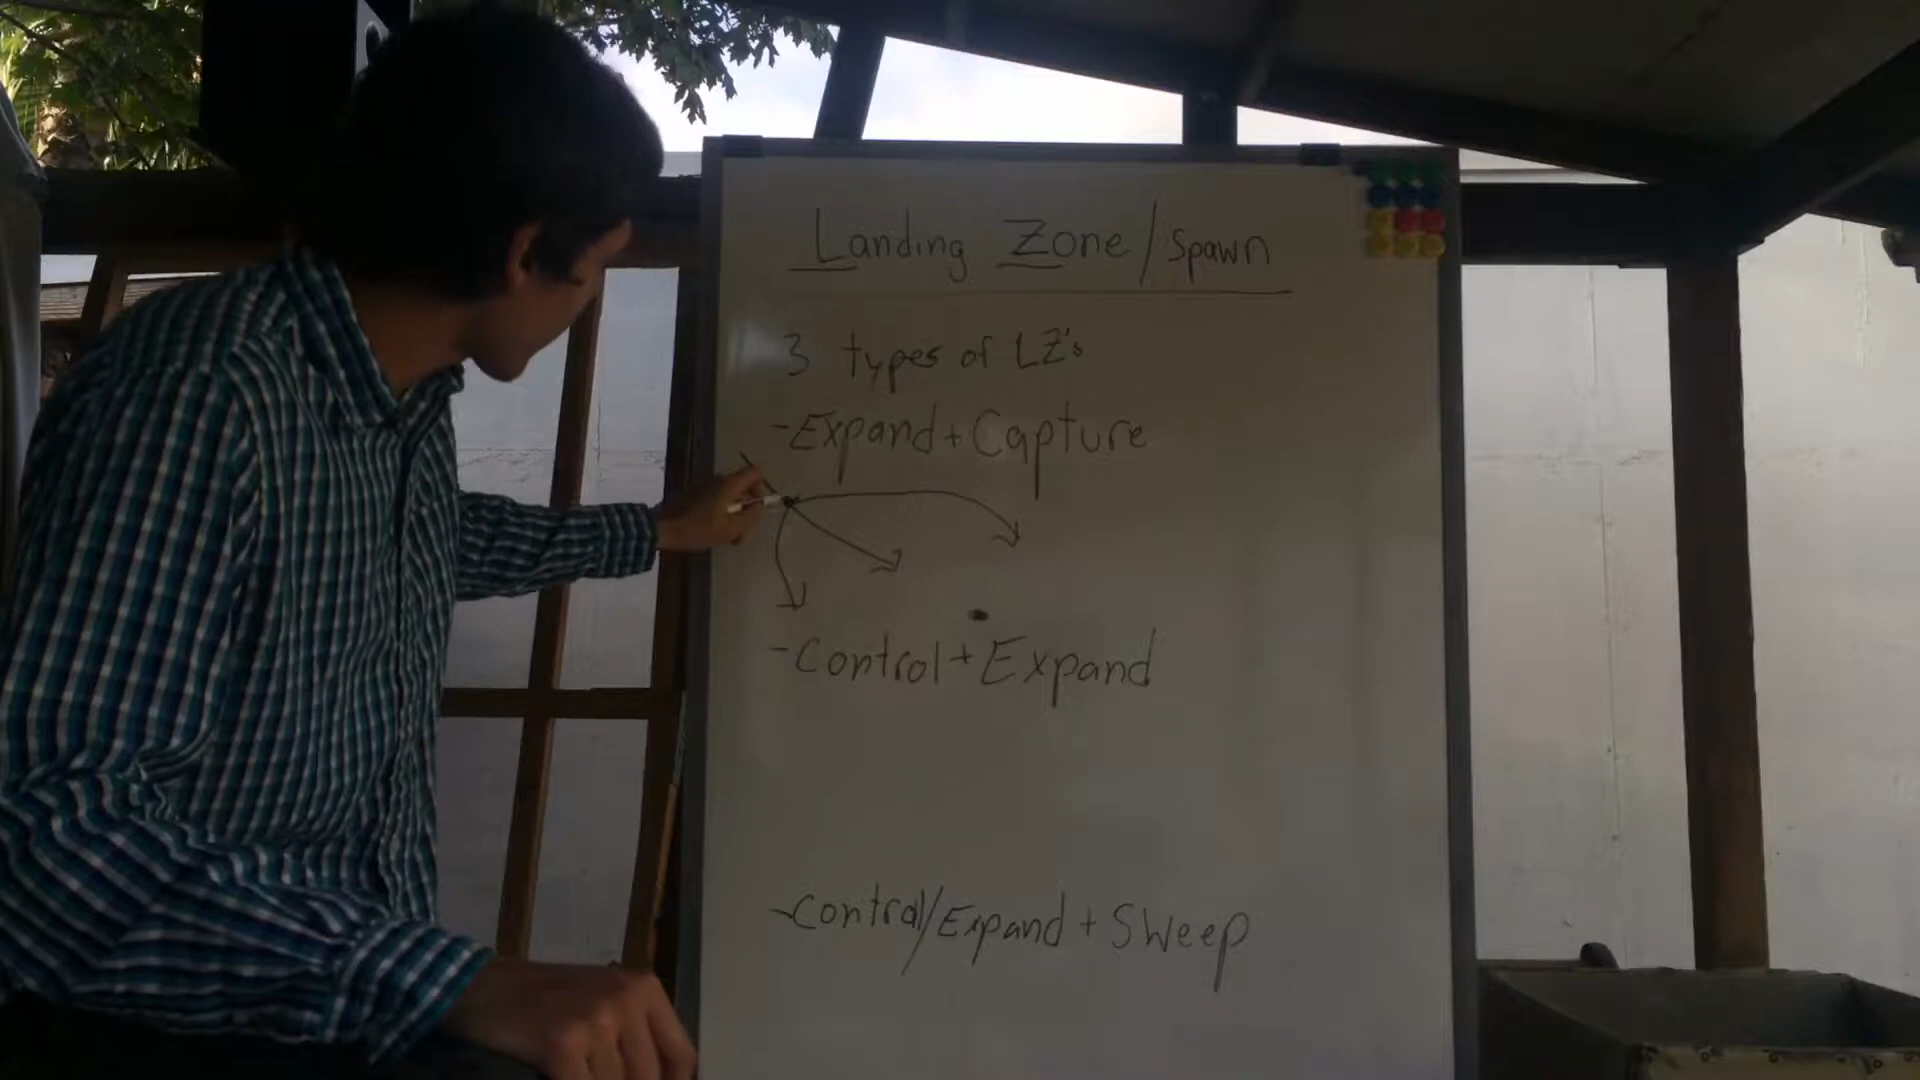 Landing Zone/Spawn
3 types of LZ's
-Expand+Capture
-Control+Expand
-Control/Expand + Sweep